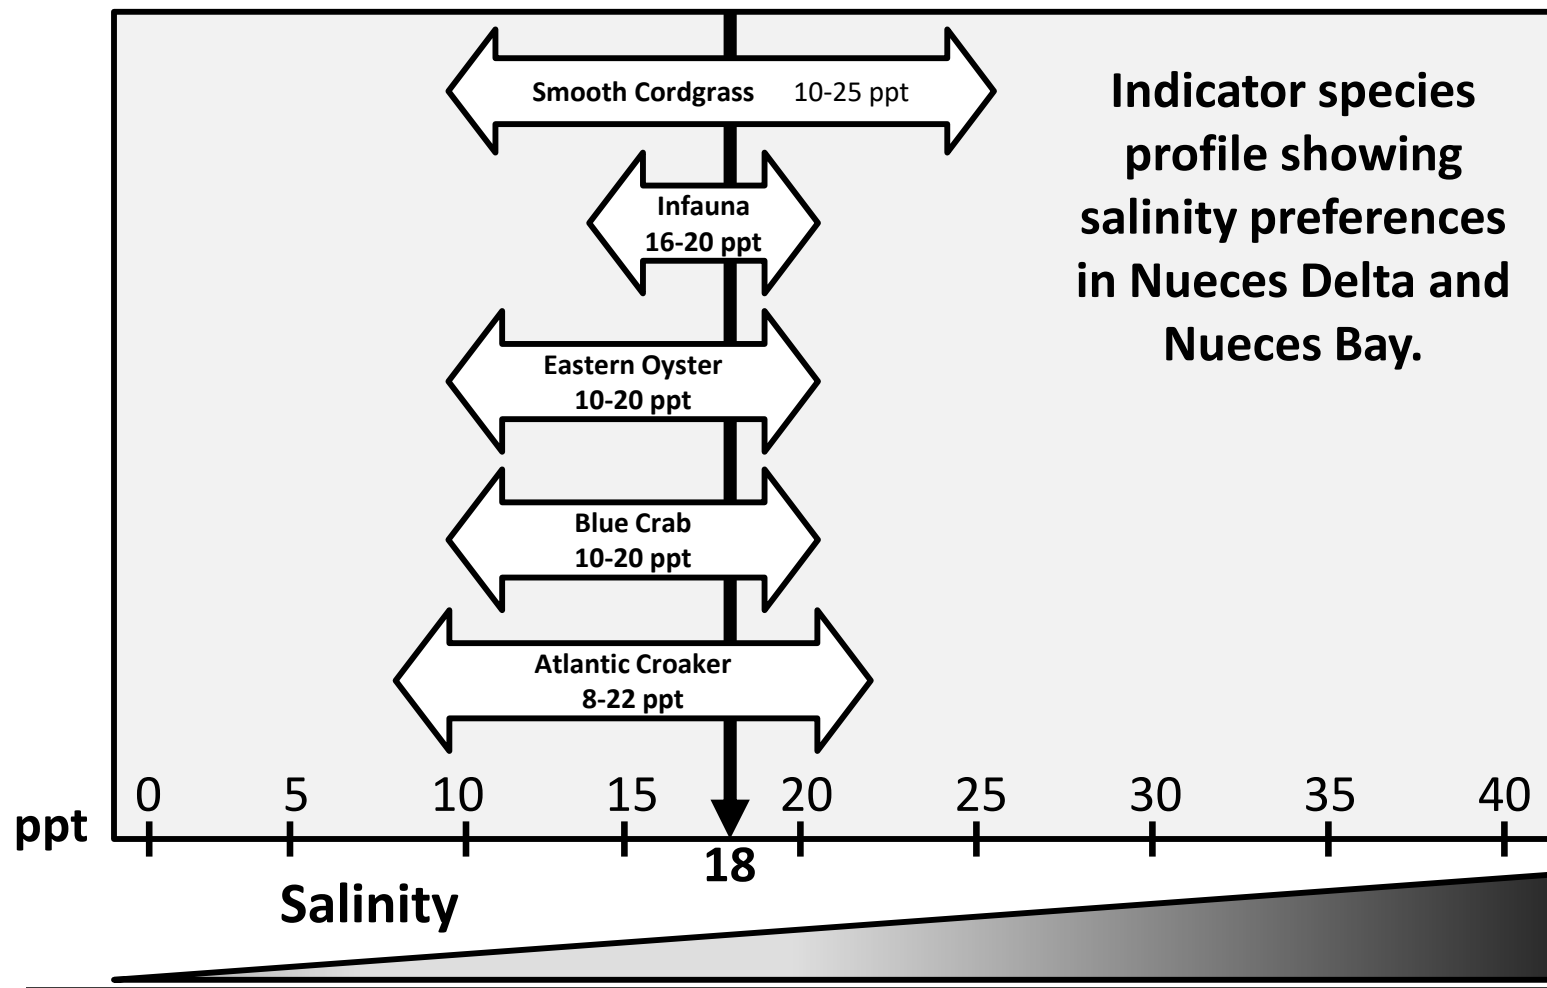 Smooth Cordgrass 10-25 ppt
Indicator species
profile showing
salinity preferences
in Nueces Delta and
Nueces Bay.
Infauna
16-20 ppt
Eastern Oyster
10-20 ppt
Blue Crab
10-20 ppt
Atlantic Croaker
8-22 ppt
0 5 10 15 20 25 30 35 40
ppt
18
Salinity